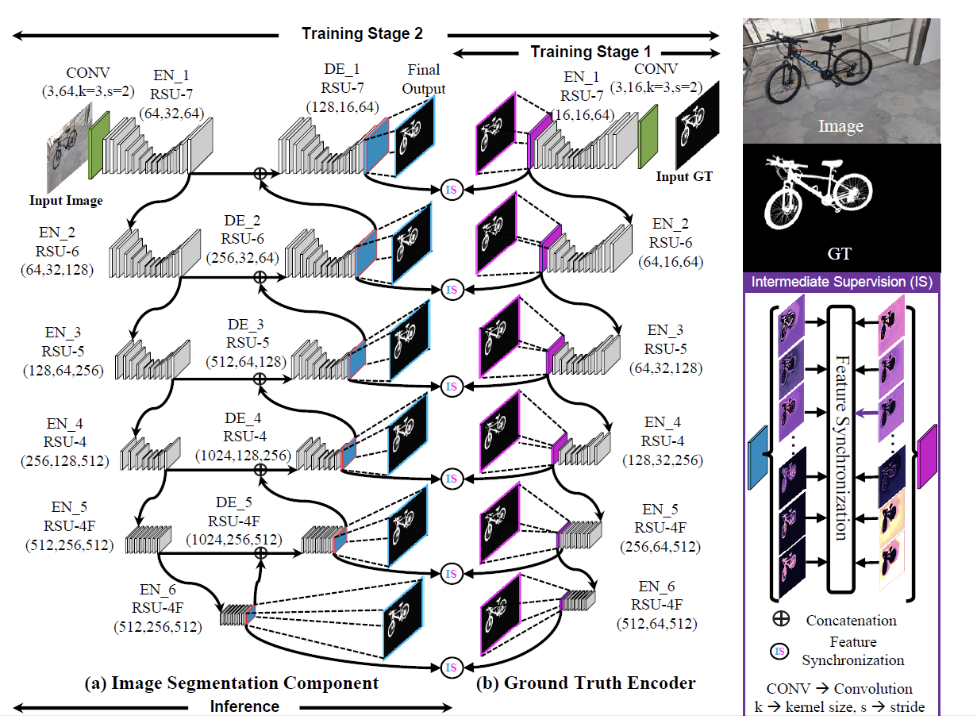 Training Stage 2
Training Stage 1
CONV
(3,64,k=3,s=2)
EN_1
RSU-7
(64,32,64)
DE_1
RSU-7
(128,16,64)
Final
Output
EN_1
RSU-7
(16,16,64)
CONV
(3,16,k=3,s=2)
Input Image
IS
Input GT
EN_2
RSU-6
(64,32,128)
DE_2
RSU-6
(256,32,64)
IS
EN_2
RSU-6
(64,16,64)
EN_3
RSU-5
(128,64,256)
DE_3
RSU-5
(512,64,128)
IS
EN_3
RSU-5
(64,32,128)
EN_4
RSU-4
(256,128,512)
DE_4
RSU-4
(1024,128,256)
IS
EN_4
RSU-4
(128,32,256)
EN_5
RSU-4F
(512,256,512)
DE_5
RSU-4F
(1024,256,512)
IS
EN_5
RSU-4F
(256,64,512)
EN_6
RSU-4F
(512,256,512)
IS
EN_6
RSU-4F
(512,64,512)
(a) Image Segmentation Component
(b) Ground Truth Encoder
Inference
Image
GT
Intermediate Supervision (IS)
Feature Synchronization
Concatenation
IS
Feature
Synchronization
CONV → Convolution
k → kernel size, s → stride